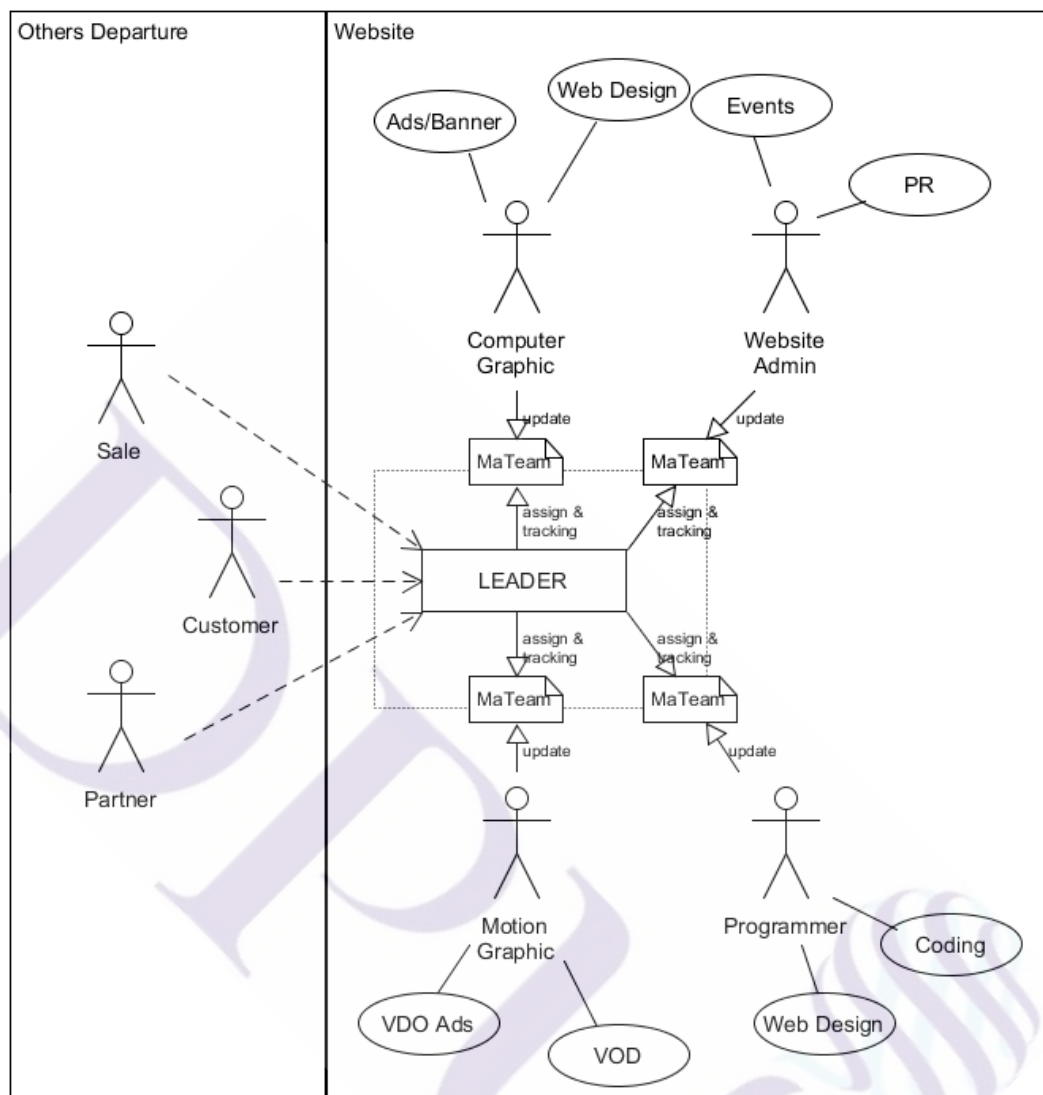 Others Departure
Website
Web Design
Ads/Banner
Events
PR
Computer
Graphic
Website
Admin
Sale
update
update
MaTeam
MaTeam
assign &
tracking
assign &
tracking
LEADER
Customer
assign &
tracking
assign &
tracking
MaTeam
MaTeam
update
update
Partner
Motion
Graphic
Programmer
Coding
VDO Ads
Web Design
VOD